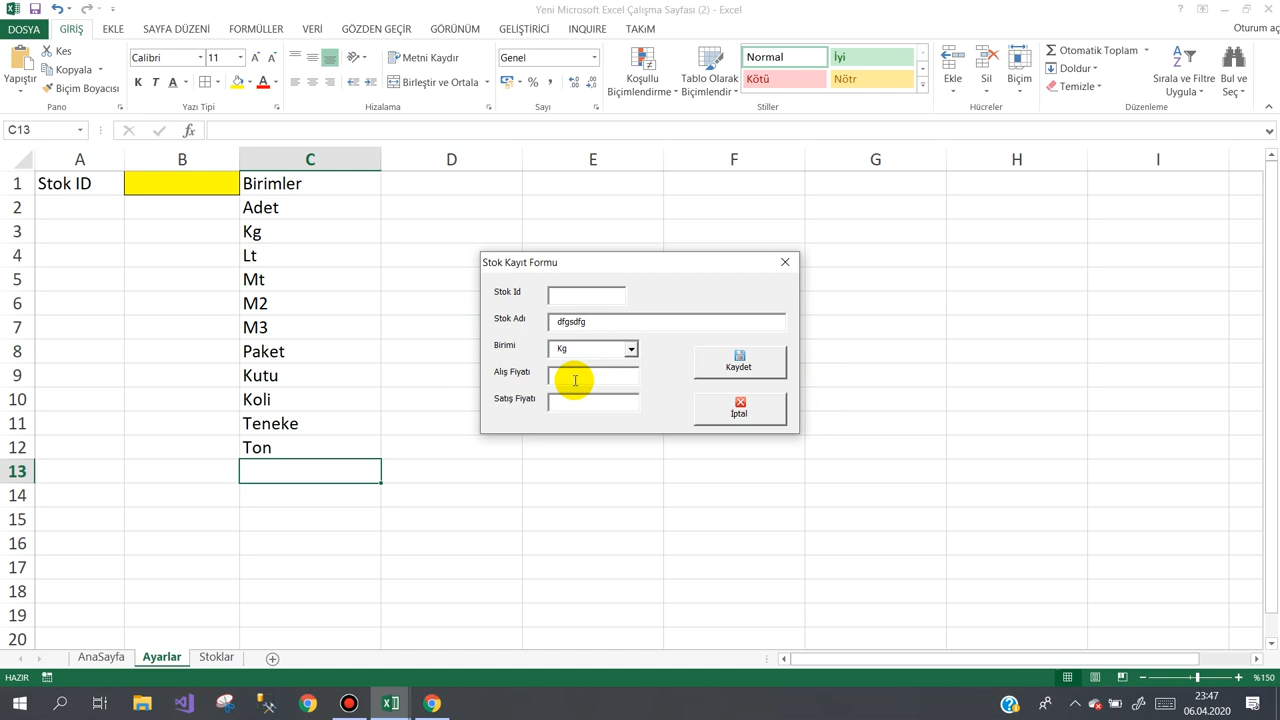 Yeni Microsoft Excel Çalışma Sayfası (2) - Excel
DOSYA GİRİŞ EKLE SAYFA DÜZENİ FORMÜLLER VERİ GÖZDEN GEÇİR GÖRÜNÜM GELİŞTİRİCİ INQUIRE TAKıM Oturum aç
Yapıştır
Kes
Kopyala
Biçim Boyacısı
Pano
Calibri 11
K T A
Yazı Tipi
Metni Kaydır
Birleştir ve Ortala
Hizalama
Genel
%
Sayı
Koşullu Biçimlendirme
Tablo Olarak Biçimlendir
Normal İyi
Kötü Nötr
Stiller
Ekle Sil Biçim
Hücreler
Otomatik Toplam
Doldur
Temizle
Sırala ve Filtre Uygula
Bul ve Seç
Düzenleme
C13 fx
A B C D E F G H I
1 Stok ID Birimler
2 Adet
3 Kg
4 Lt
5 Mt
6 M2
7 M3
8 Paket
9 Kutu
10 Koli
11 Teneke
12 Ton
13
14
15
16
17
18
19
20
Stok Kayıt Formu
Stok Id
Stok Adı dfgsdfg
Birimi Kg
Alış Fiyatı
Satış Fiyatı
Kaydet
İptal
AnaSayfa Ayarlar Stoklar
HAZIR %150
23:47
06.04.2020